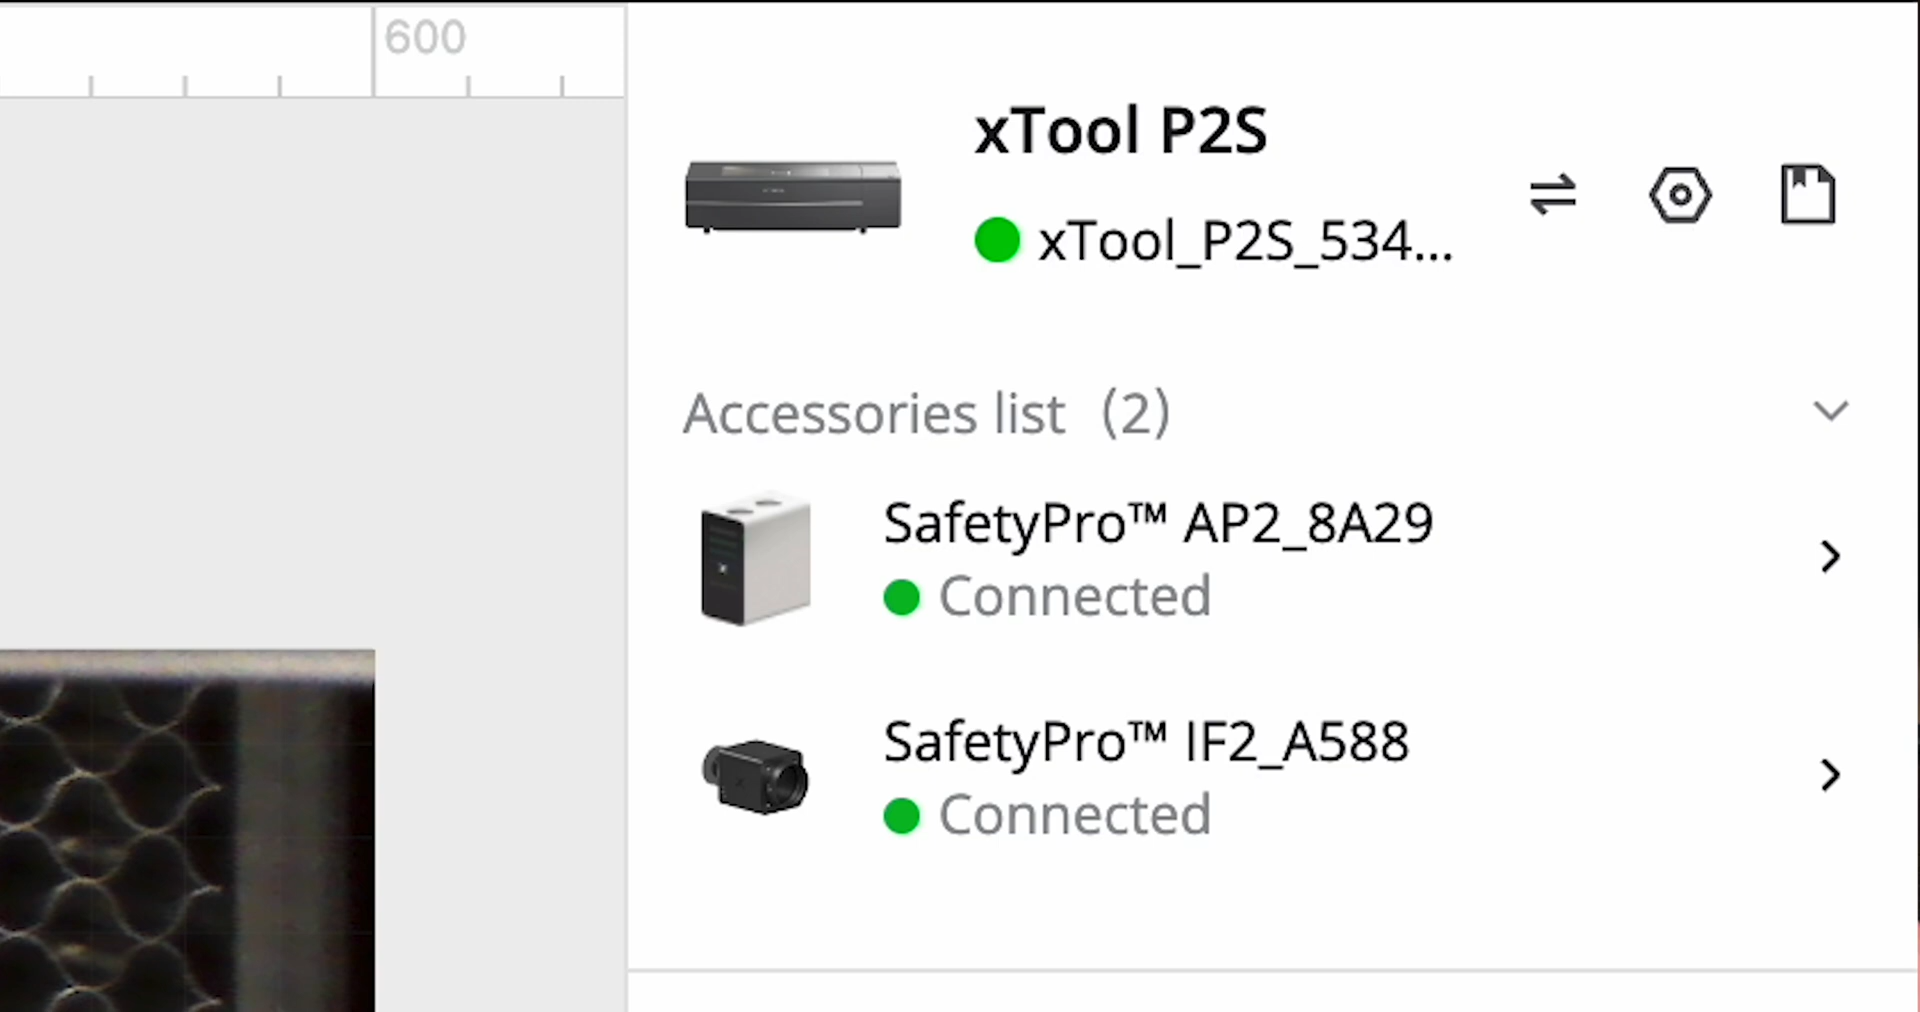 600
xTool P2S
xTool_P2S_534...
Accessories list (2)
SafetyPro™ AP2_8A29
Connected
SafetyPro™ IF2_A588
Connected